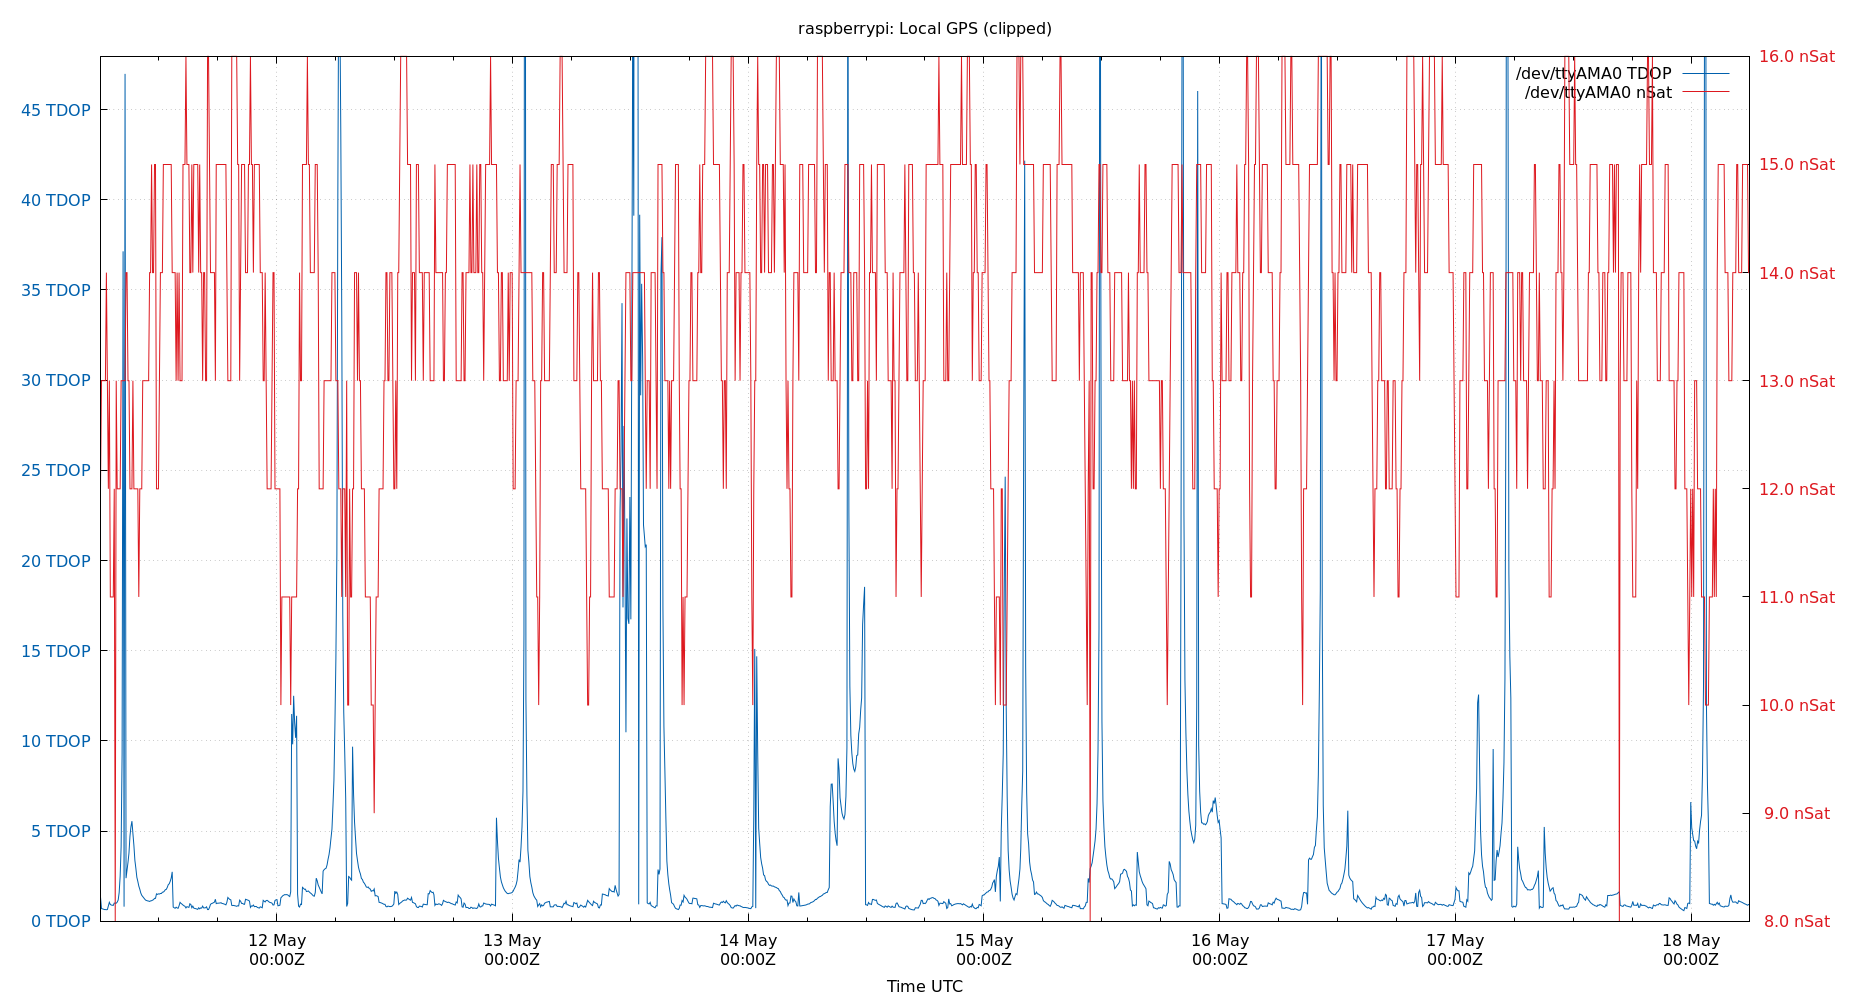 raspberrypi: Local GPS (clipped)
/dev/ttyAMA0 TDOP
/dev/ttyAMA0 nSat
45 TDOP
40 TDOP
35 TDOP
30 TDOP
25 TDOP
20 TDOP
15 TDOP
10 TDOP
5 TDOP
0 TDOP
16.0 nSat
15.0 nSat
14.0 nSat
13.0 nSat
12.0 nSat
11.0 nSat
10.0 nSat
9.0 nSat
8.0 nSat
12 May
00:00Z
13 May
00:00Z
14 May
00:00Z
15 May
00:00Z
16 May
00:00Z
17 May
00:00Z
18 May
00:00Z
Time UTC